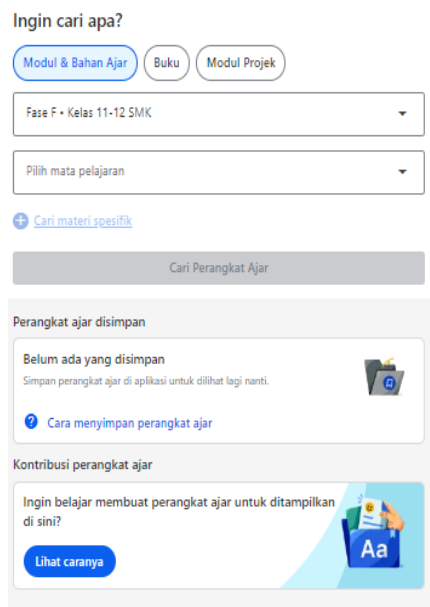 Ingin cari apa?
Modul & Bahan Ajar
Buku
Modul Projek
Fase F • Kelas 11-12 SMK
Pilih mata pelajaran
Cari materi spesifik
Cari Perangkat Ajar
Perangkat ajar disimpan
Belum ada yang disimpan
Simpan perangkat ajar di aplikasi untuk dilihat lagi nanti.
Cara menyimpan perangkat ajar
Kontribusi perangkat ajar
Ingin belajar membuat perangkat ajar untuk ditampilkan
di sini?
Aa
Lihat caranya